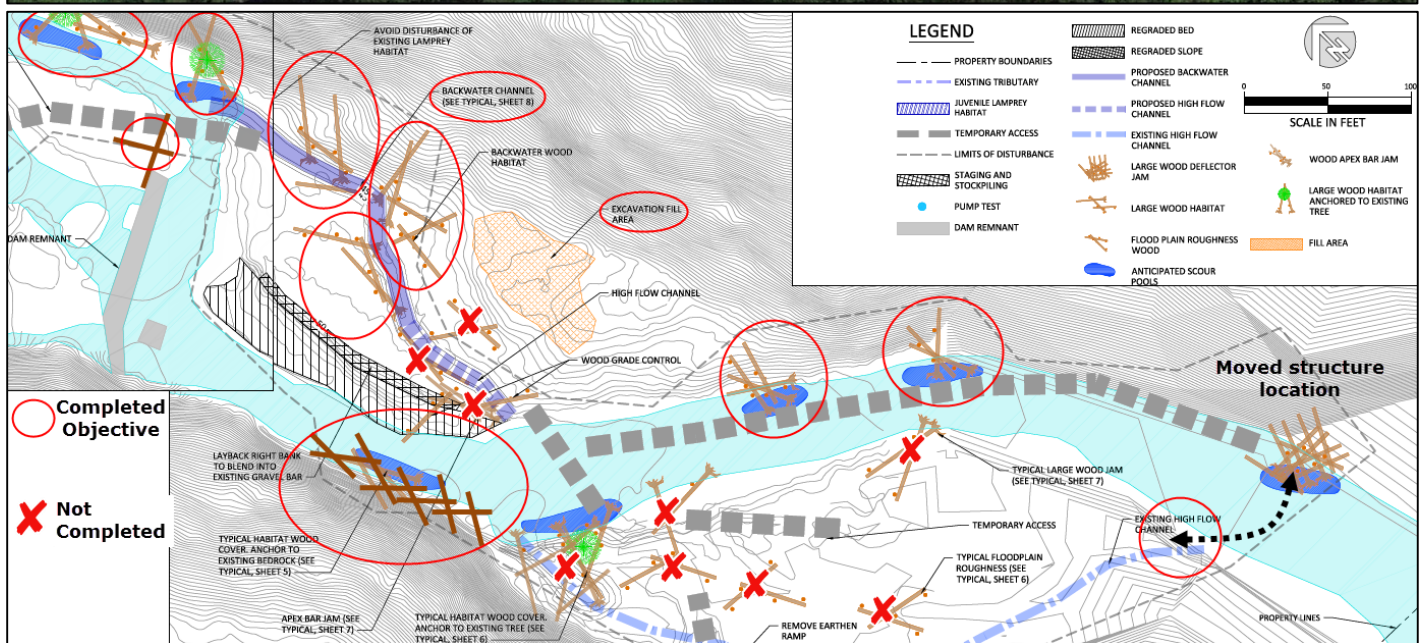 AVOID DISTURBANCE OF
EXISTING LAMPREY
HABITAT
BACKWATER CHANNEL
(SEE TYPICAL, SHEET 8)
BACKWATER WOOD
HABITAT
EXCAVATION FILL
AREA
DAM REMNANT
HIGH FLOW CHANNEL
WOOD GRADE CONTROL
LEGEND
PROPERTY BOUNDARIES
EXISTING TRIBUTARY
JUVENILE LAMPREY
HABITAT
TEMPORARY ACCESS
LIMITS OF DISTURBANCE
STAGING AND
STOCKPILING
PUMP TEST
DAM REMNANT
REGRADED BED
REGRADED SLOPE
PROPOSED BACKWATER
CHANNEL
PROPOSED HIGH FLOW
CHANNEL
EXISTING HIGH FLOW
CHANNEL
LARGE WOOD DEFLECTOR
JAM
LARGE WOOD HABITAT
FLOOD PLAIN ROUGHNESS
WOOD
ANTICIPATED SCOUR
POOLS
0 50 100
SCALE IN FEET
WOOD APEX BAR JAM
LARGE WOOD HABITAT
ANCHORED TO EXISTING
TREE
FILL AREA
Moved structure
location
Completed
Objective
Not
Completed
LAYBACK RIGHT BANK
TO BLEND INTO
EXISTING GRAVEL BAR
TYPICAL HABITAT WOOD
COVER. ANCHOR TO
EXISTING BEDROCK (SEE
TYPICAL, SHEET 5)
APEX BAR JAM (SEE
TYPICAL, SHEET 7)
TYPICAL HABITAT WOOD COVER.
ANCHOR TO EXISTING TREE (SEE
TYPICAL, SHEET 6)
TYPICAL LARGE WOOD JAM
(SEE TYPICAL, SHEET 7)
TEMPORARY ACCESS
EXISTING HIGH FLOW
CHANNEL
TYPICAL FLOODPLAIN
ROUGHNESS (SEE
TYPICAL, SHEET 6)
REMOVE EARTHEN
RAMP
PROPERTY LINES